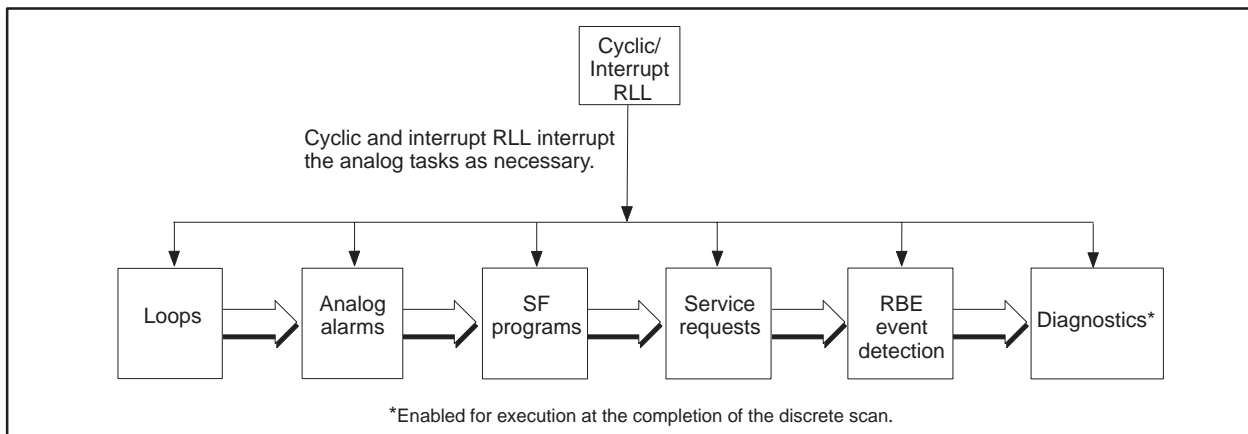 Cyclic/
Interrupt
RLL
Cyclic and interrupt RLL interrupt
the analog tasks as necessary.
Loops
Analog
alarms
SF
programs
Service
requests
RBE
event
detection
Diagnostics*
*Enabled for execution at the completion of the discrete scan.